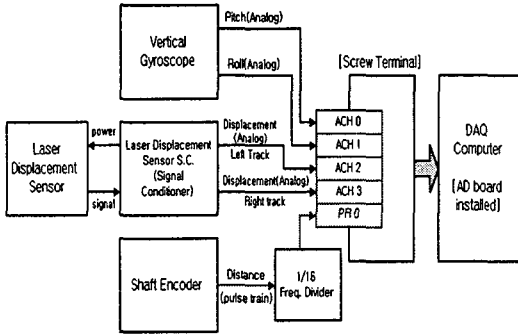 Vertical
Gyroscope
Pitch(Analog)
Roll(Analog)
[Screw Terminal]
Laser
Displacement
Sensor
power
signal
Laser Displacement
Sensor S.C.
(Signal
Conditioner)
Displacement
(Analog)
Left Track
Displacement(Analog)
Right track
ACH 0
ACH 1
ACH 2
ACH 3
PR 0
DAQ
Computer
[AD board
installed]
Shaft Encoder
Distance
(pulse train)
1/16
Freq. Divider